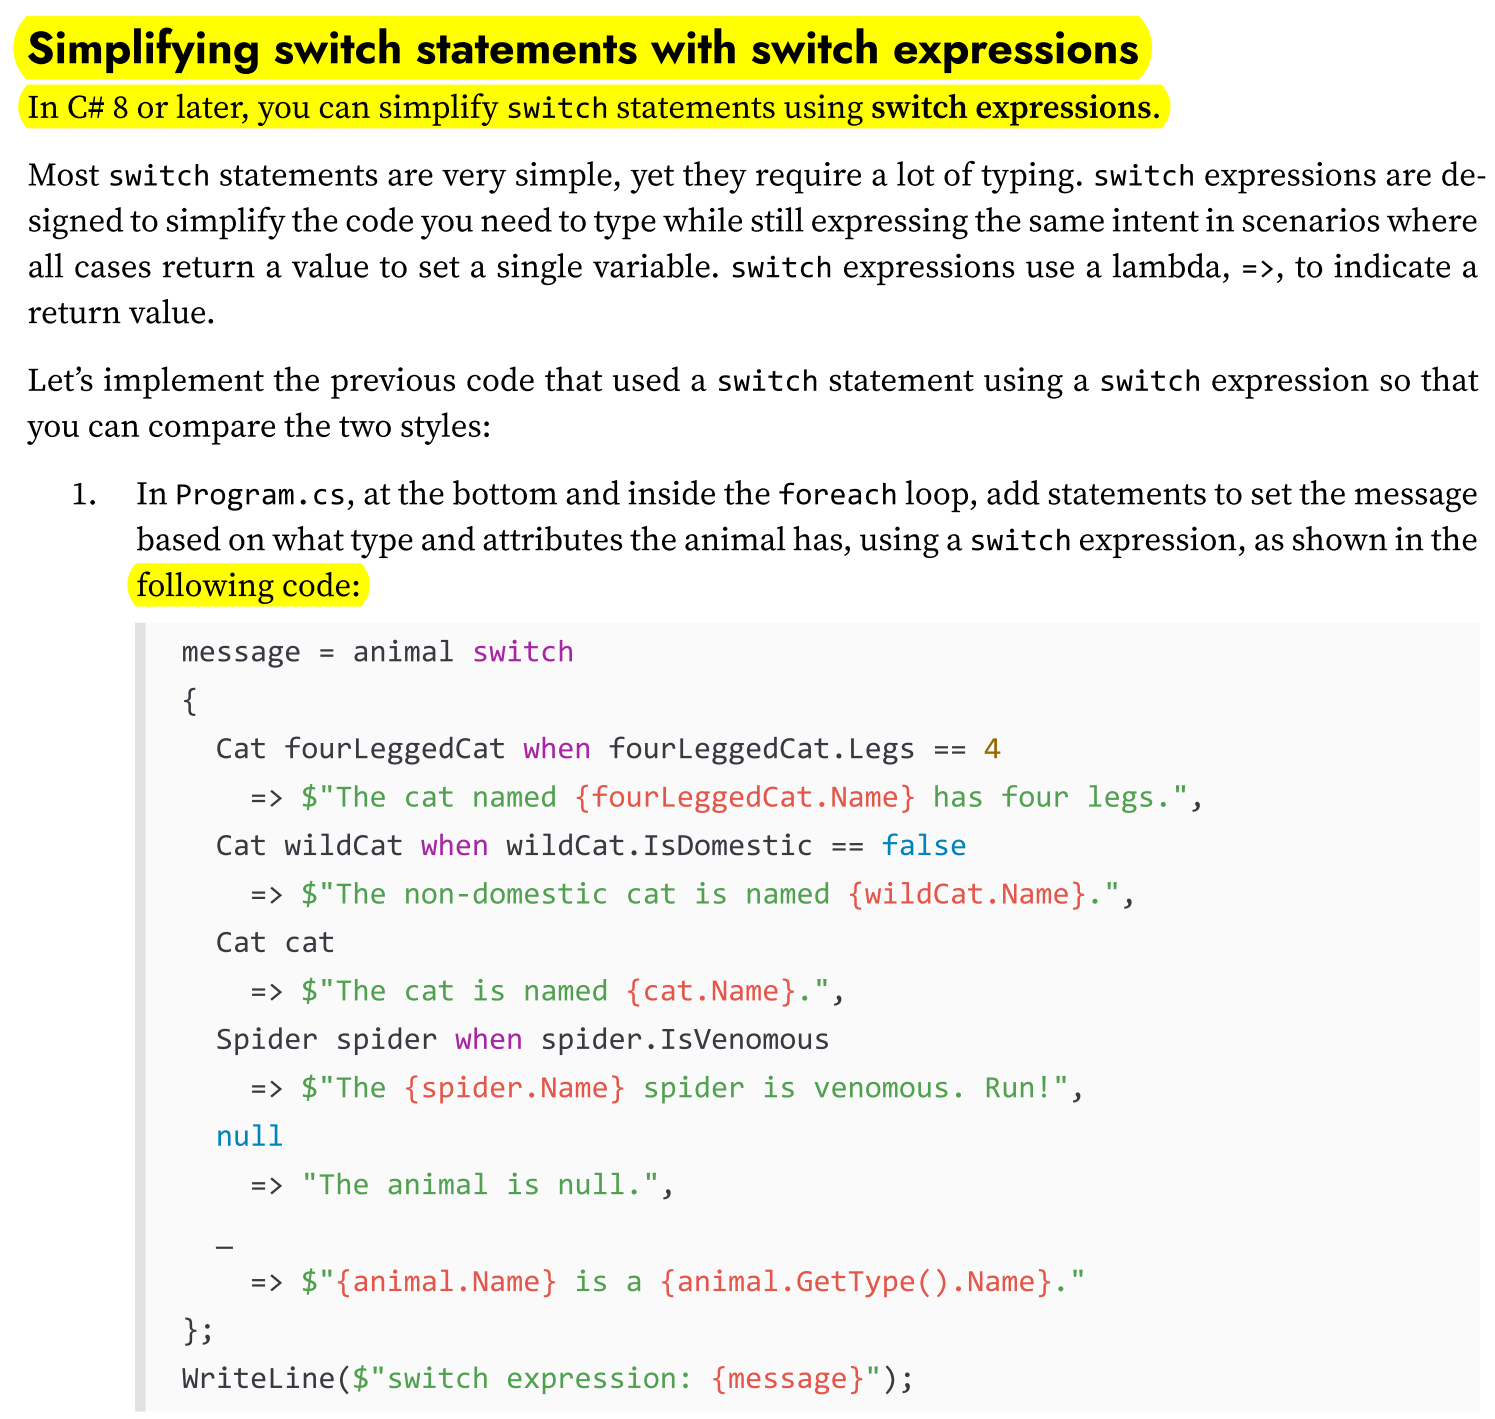 Simplifying switch statements with switch expressions
In C# 8 or later, you can simplify switch statements using switch expressions.
Most switch statements are very simple, yet they require a lot of typing. switch expressions are de-
signed to simplify the code you need to type while still expressing the same intent in scenarios where
all cases return a value to set a single variable. switch expressions use a lambda, =>, to indicate a
return value.
Let’s implement the previous code that used a switch statement using a switch expression so that
you can compare the two styles:
1. In Program.cs, at the bottom and inside the foreach loop, add statements to set the message
based on what type and attributes the animal has, using a switch expression, as shown in the
following code:
message = animal switch
{
  Cat fourLeggedCat when fourLeggedCat.Legs == 4
    => $"The cat named {fourLeggedCat.Name} has four legs.",
  Cat wildCat when wildCat.IsDomestic == false
    => $"The non-domestic cat is named {wildCat.Name}.",
  Cat cat
    => $"The cat is named {cat.Name}.",
  Spider spider when spider.IsVenomous
    => $"The {spider.Name} spider is venomous. Run!",
  null
    => "The animal is null.",
  _
    => $"{animal.Name} is a {animal.GetType().Name}."
};
WriteLine($"switch expression: {message}");